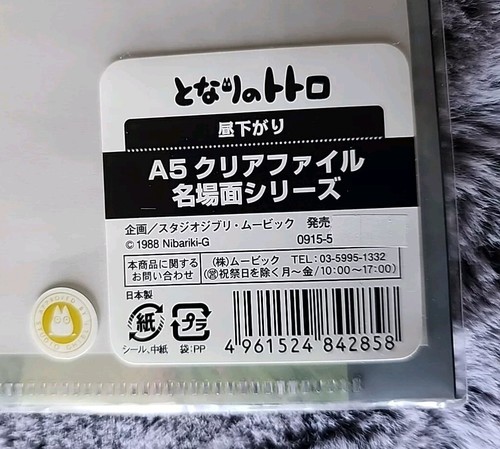 となりのトトロ
昼下がり
A5 クリアファイル
名場面シリーズ
企画／スタジオジブリ・ムービック 発売
© 1988 Nibariki-G 0915-5
本商品に関する
お問い合わせ
(株)ムービック TEL:03-5995-1332
(祝祭日を除く月〜金/10:00〜17:00)
日本製
紙
プラ
シール、中紙 袋:PP
4 961524 842858